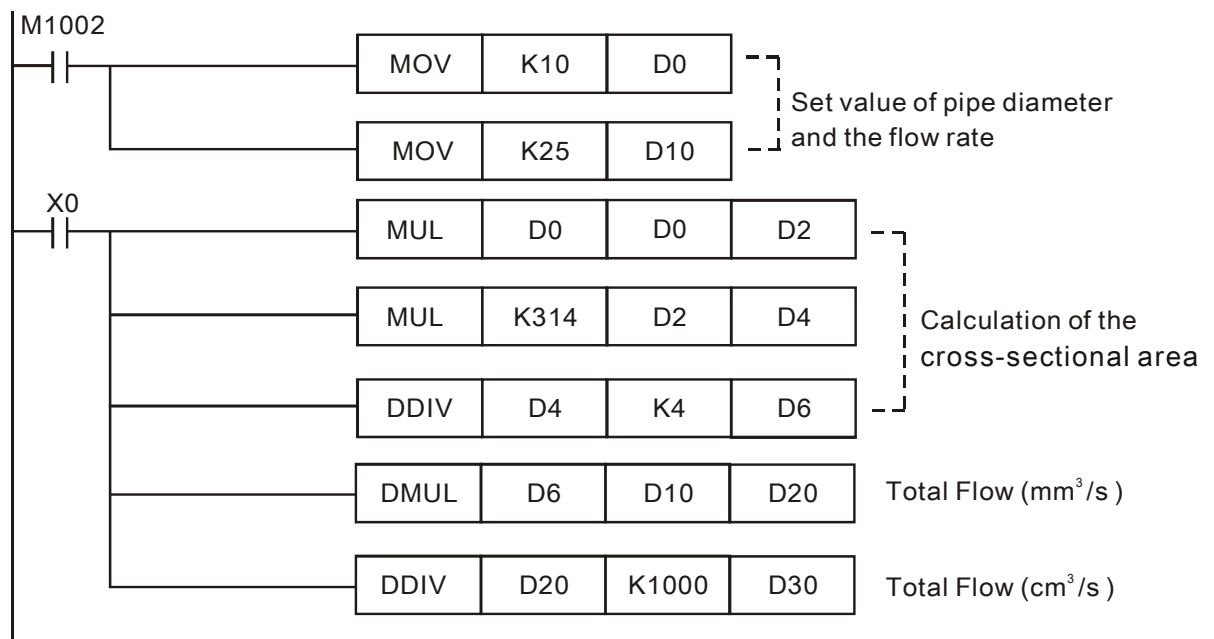 M1002
MOV K10 D0
Set value of pipe diameter
and the flow rate
MOV K25 D10
X0
MUL D0 D0 D2
MUL K314 D2 D4
Calculation of the
cross-sectional area
DDIV D4 K4 D6
DMUL D6 D10 D20 Total Flow (mm³/s )
DDIV D20 K1000 D30 Total Flow (cm³/s )